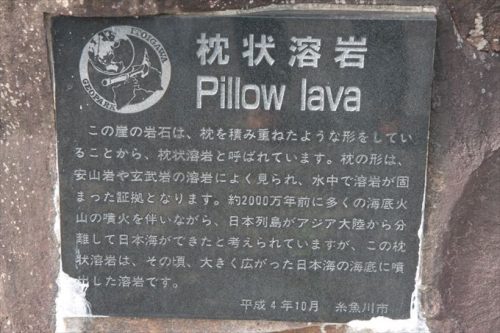 ITOIGAWA
GEOPARK
枕状溶岩
Pillow lava
この崖の岩石は、枕を積み重ねたような形をしてい
ることから、枕状溶岩と呼ばれています。枕の形は、
安山岩や玄武岩の溶岩によく見られ、水中で溶岩が固
まった証拠となります。約2000万年前に多くの海底火
山の噴火を伴いながら、日本列島がアジア大陸から分
離して日本海ができたと考えられていますが、この枕
状溶岩は、その頃、大きく広がった日本海の海底に噴
出した溶岩です。
平成4年10月 糸魚川市